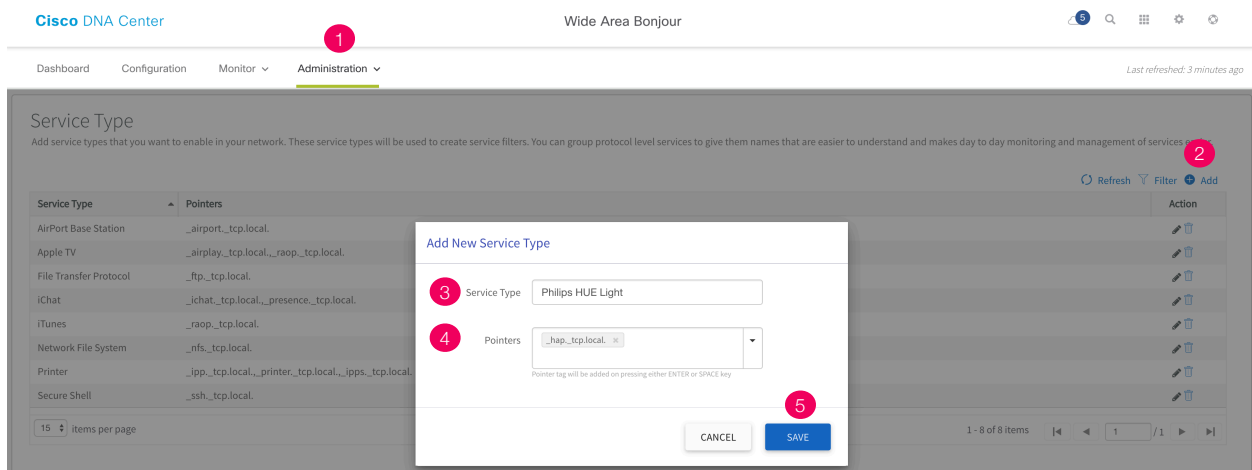 Cisco DNA Center
Wide Area Bonjour
5
1
Dashboard Configuration Monitor Administration
Last refreshed: 3 minutes ago
Service Type
Add service types that you want to enable in your network. These service types will be used to create service filters. You can group protocol level services to give them names that are easier to understand and makes day to day monitoring and management of services
2
Refresh Filter Add
Service Type Pointers Action
AirPort Base Station _airport._tcp.local.
Apple TV _airplay._tcp.local.,_raop._tcp.local.
File Transfer Protocol _ftp._tcp.local.
iChat _ichat._tcp.local.,_presence._tcp.local.
iTunes _raop._tcp.local.
Network File System _nfs._tcp.local.
Printer _ipp._tcp.local.,_printer._tcp.local.,_ipps._tcp.local.
Secure Shell _ssh._tcp.local.
15 items per page
1 - 8 of 8 items 1 /1
Add New Service Type
3 Service Type Philips HUE Light
4 Pointers _hap._tcp.local. ×
Pointer tag will be added on pressing either ENTER or SPACE key
5
CANCEL SAVE